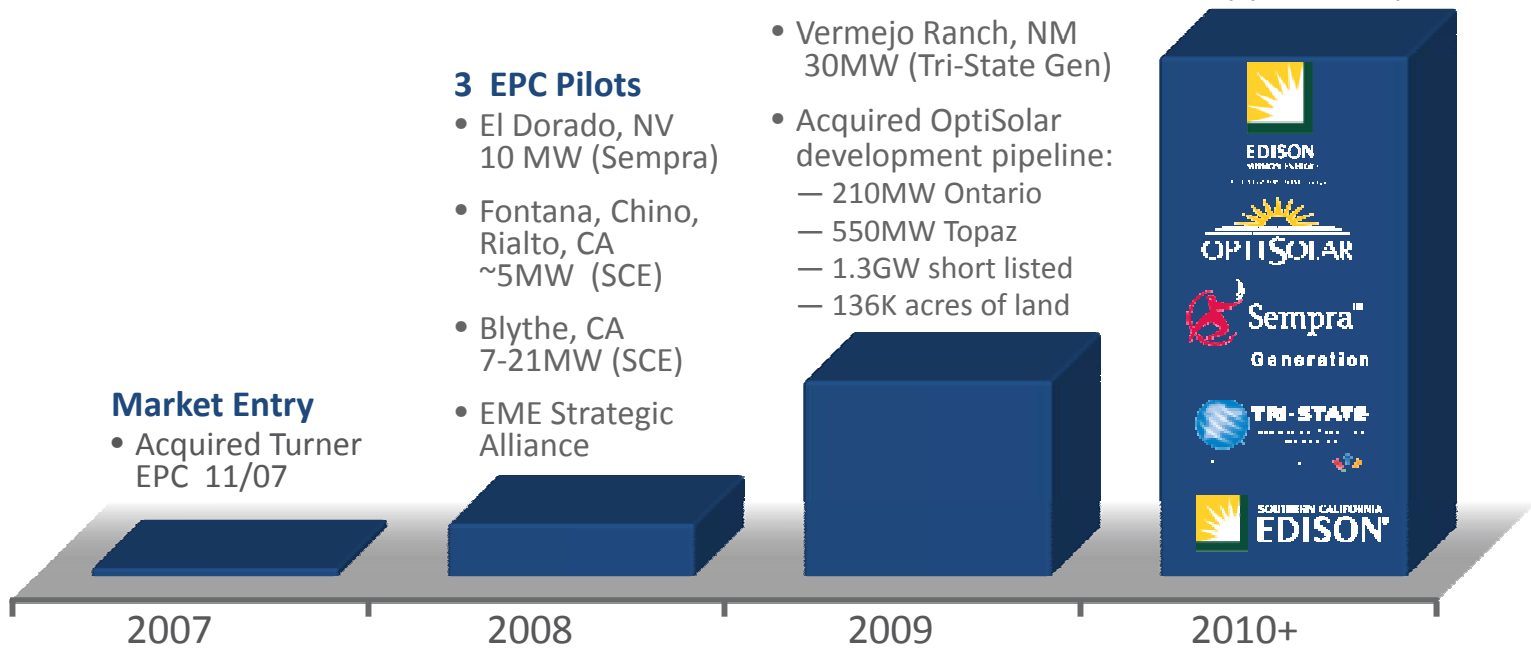 Market Entry
• Acquired Turner
EPC 11/07
3 EPC Pilots
• El Dorado, NV
10 MW (Sempra)
• Fontana, Chino,
Rialto, CA
~5MW (SCE)
• Blythe, CA
7-21MW (SCE)
• EME Strategic
Alliance
• Vermejo Ranch, NM
30MW (Tri-State Gen)
• Acquired OptiSolar
development pipeline:
— 210MW Ontario
— 550MW Topaz
— 1.3GW short listed
— 136K acres of land
EDISON
OPTISOLAR
Sempra™
Generation
TRI-STATE
SOUTHERN CALIFORNIA
EDISON®
2007
2008
2009
2010+